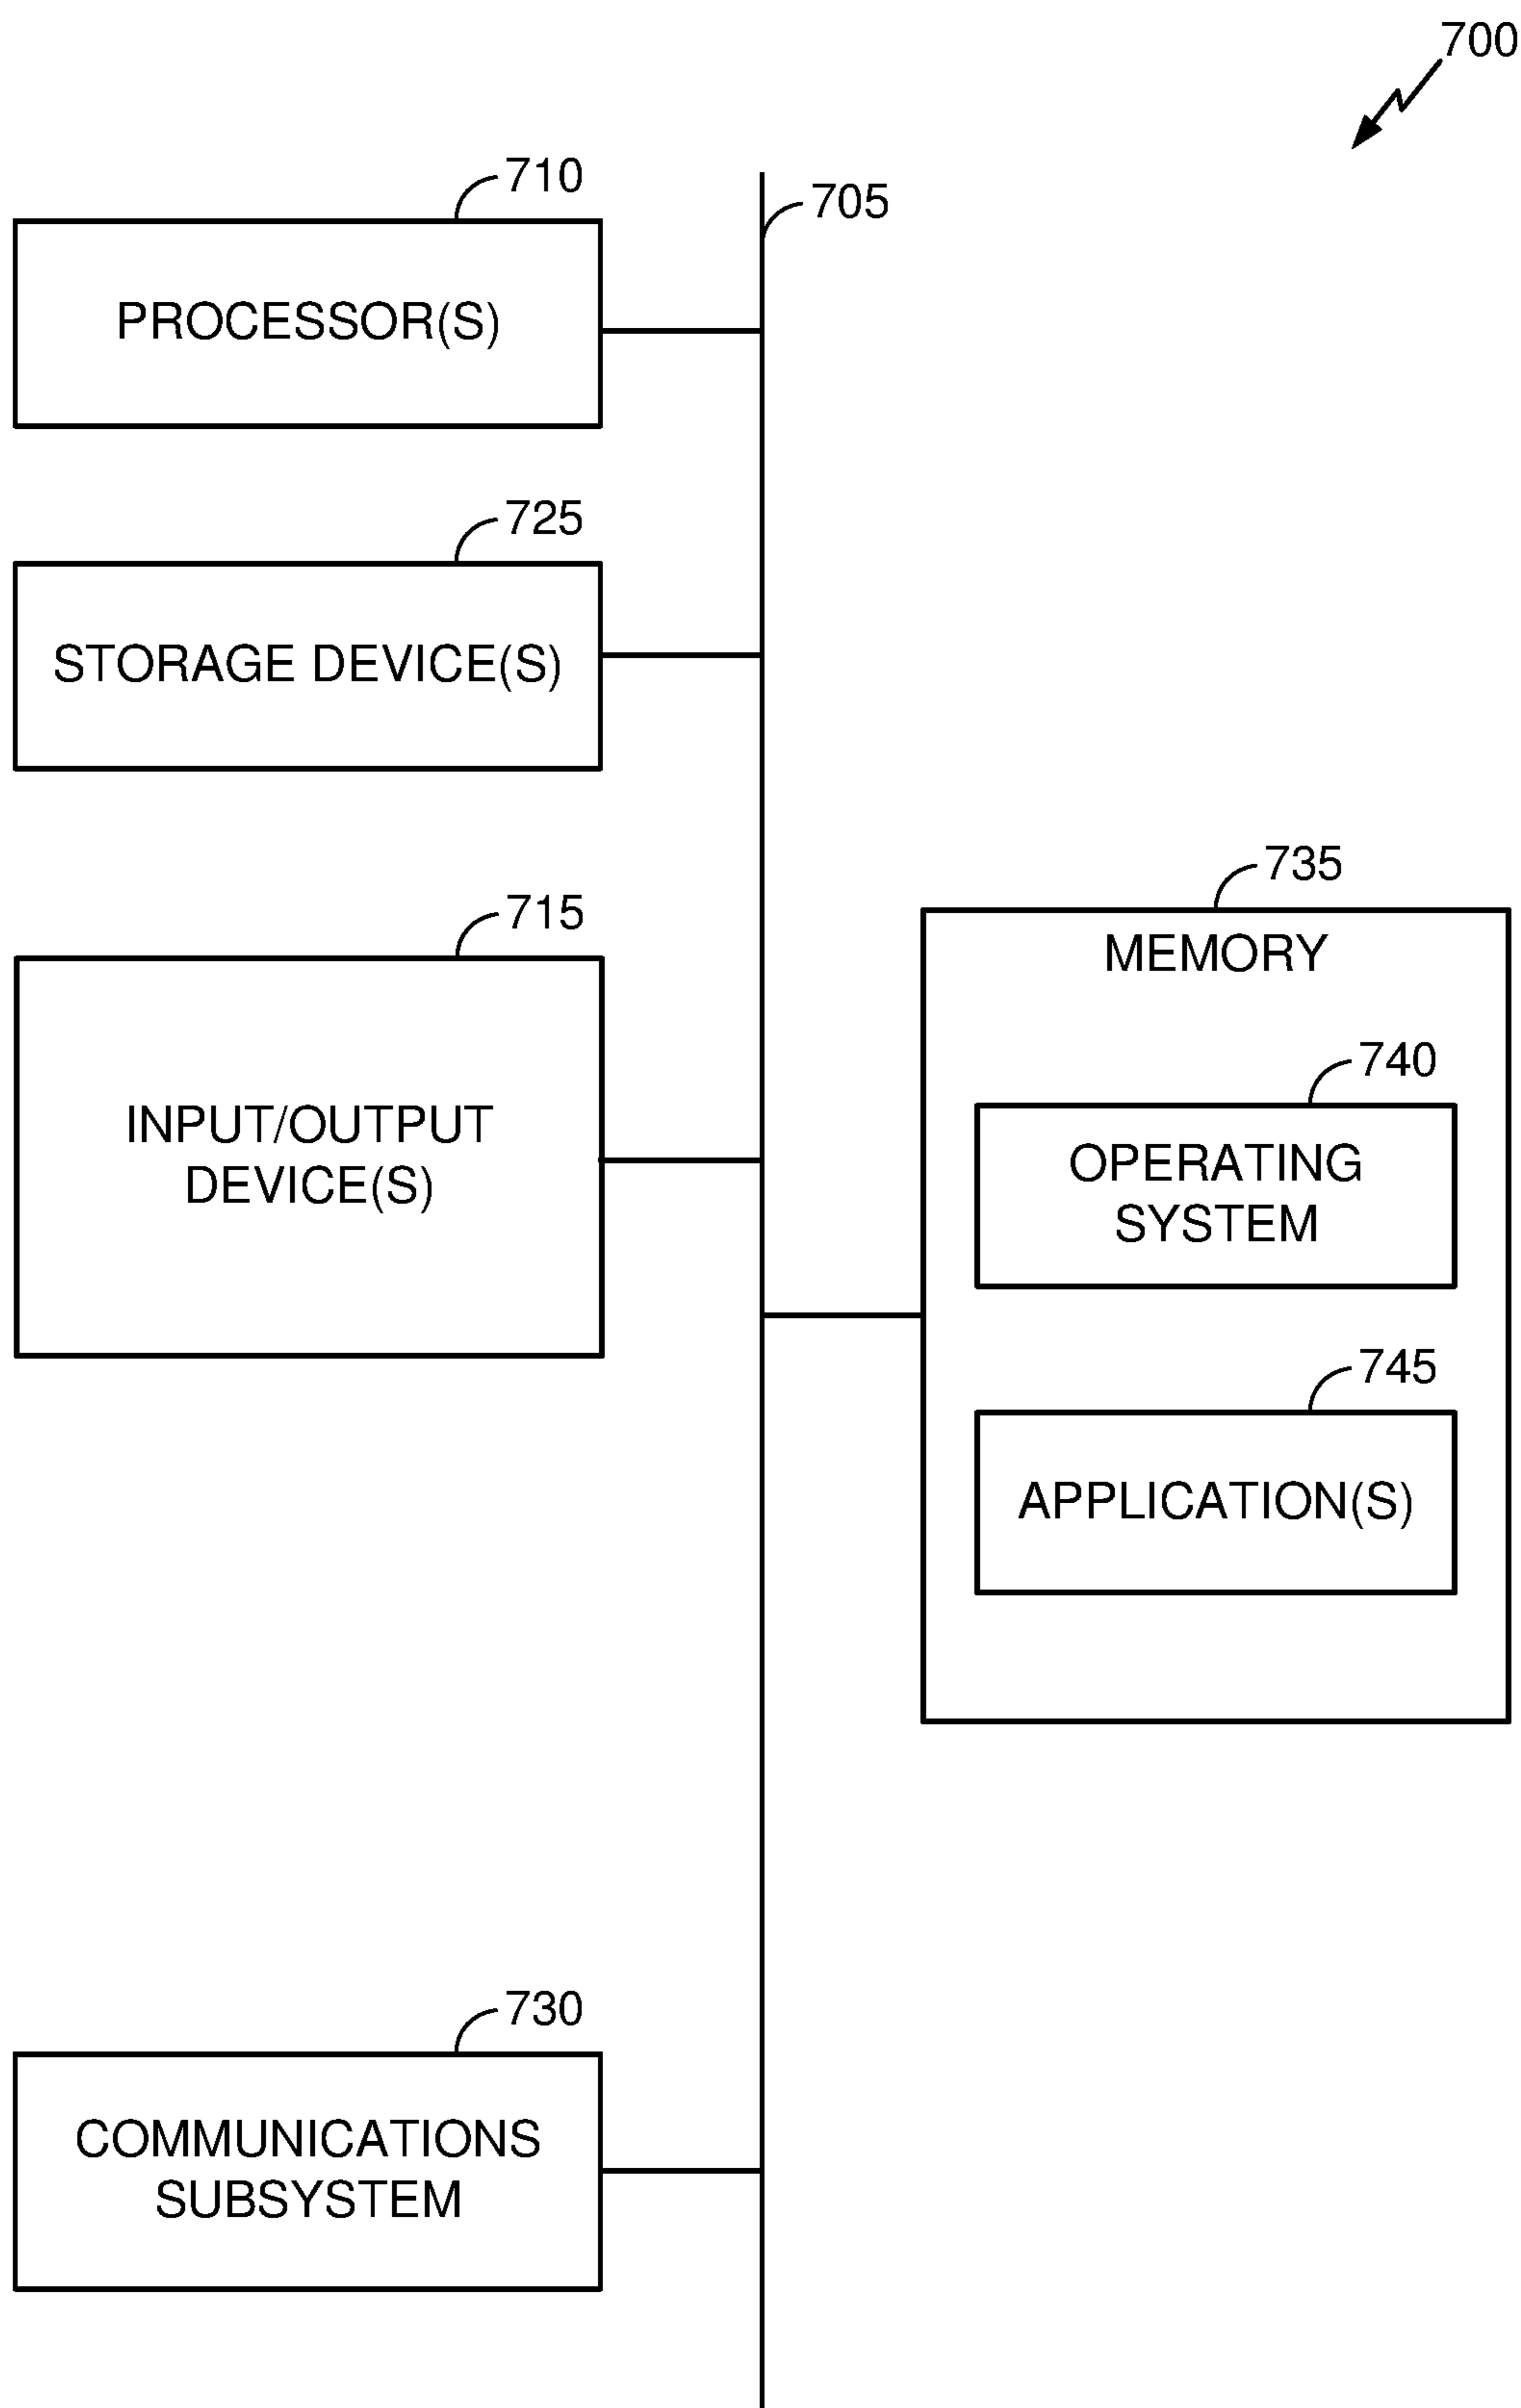 700
710
705
PROCESSOR(S)
725
STORAGE DEVICE(S)
715
INPUT/OUTPUT
DEVICE(S)
735
MEMORY
740
OPERATING
SYSTEM
745
APPLICATION(S)
730
COMMUNICATIONS
SUBSYSTEM